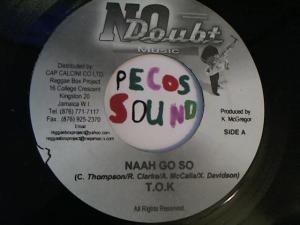 No Doubt
Music
Distributed by
CAP CALCINI CO LTD
Reggae Box Project
16 College Crescent
Kingston 20
Jamaica W.I.
Tel: (876) 771-7117
Fax: (876) 925-2370
Email
PECOS
SOUND
Produced by
K. McGregor
SIDE A
NAAH GO SO
(C. Thompson/R. Clarke/A. McCalla/X. Davidson)
T.O.K
All Rights Reserved.